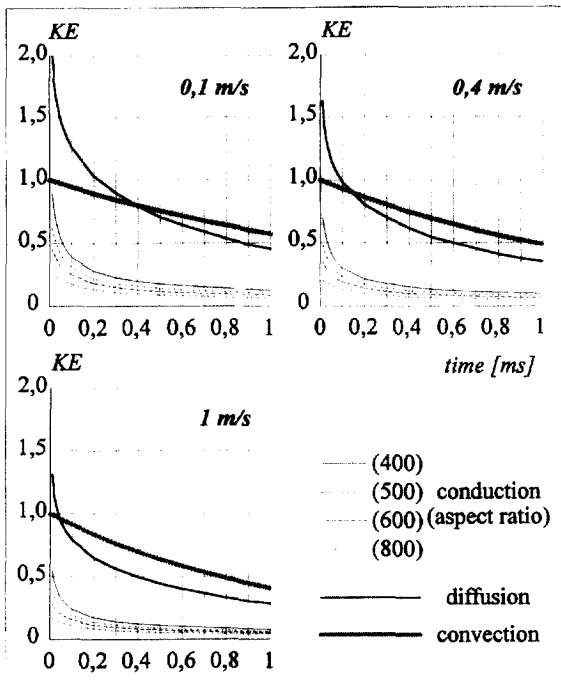 KE
2,0
0,1 m/s
1,5
1,0
0,5
0
0 0,2 0,4 0,6 0,8 1
KE
2,0
0,4 m/s
1,5
1,0
0,5
0
0 0,2 0,4 0,6 0,8 1
time [ms]
KE
2,0
1 m/s
1,5
1,0
0,5
0
0 0,2 0,4 0,6 0,8 1
(400)
(500) conduction
(600) (aspect ratio)
(800)
diffusion
convection